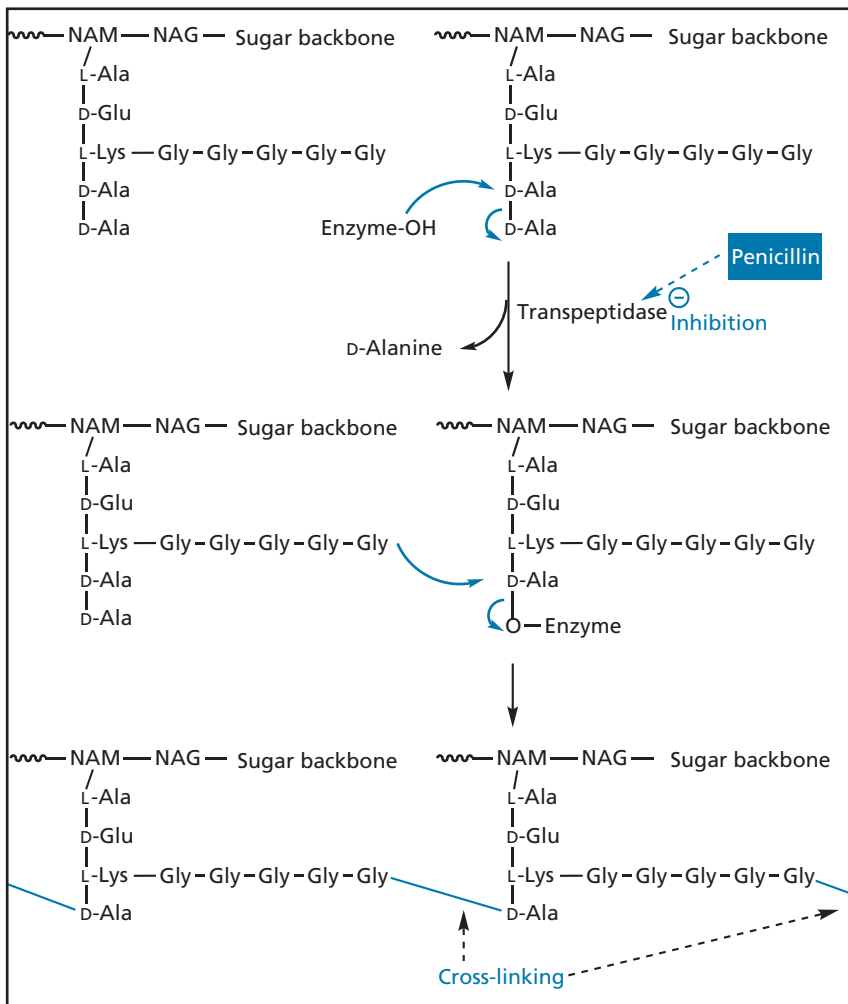 NAM—NAG— Sugar backbone NAM—NAG— Sugar backbone
L-Ala L-Ala
D-Glu D-Glu
L-Lys—Gly–Gly–Gly–Gly–Gly L-Lys—Gly–Gly–Gly–Gly–Gly
D-Ala D-Ala
D-Ala Enzyme-OH D-Ala
Penicillin
Transpeptidase −
Inhibition
D-Alanine
NAM—NAG— Sugar backbone NAM—NAG— Sugar backbone
L-Ala L-Ala
D-Glu D-Glu
L-Lys—Gly–Gly–Gly–Gly–Gly L-Lys—Gly–Gly–Gly–Gly–Gly
D-Ala D-Ala
D-Ala O—Enzyme
NAM—NAG— Sugar backbone NAM—NAG— Sugar backbone
L-Ala L-Ala
D-Glu D-Glu
L-Lys—Gly–Gly–Gly–Gly–Gly L-Lys—Gly–Gly–Gly–Gly–Gly
D-Ala D-Ala
Cross-linking